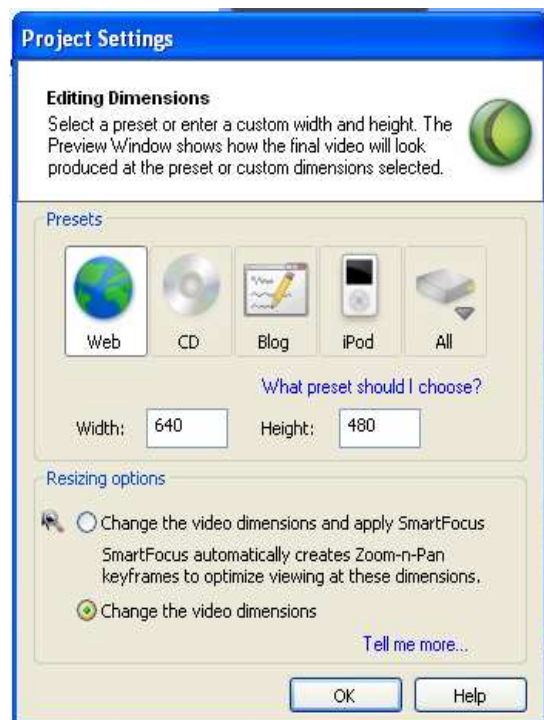 Project Settings
Editing Dimensions
Select a preset or enter a custom width and height. The
Preview Window shows how the final video will look
produced at the preset or custom dimensions selected.
Presets
Web CD Blog iPod All
What preset should I choose?
Width: 640 Height: 480
Resizing options
Change the video dimensions and apply SmartFocus
SmartFocus automatically creates Zoom-n-Pan
keyframes to optimize viewing at these dimensions.
Change the video dimensions
Tell me more...
OK Help